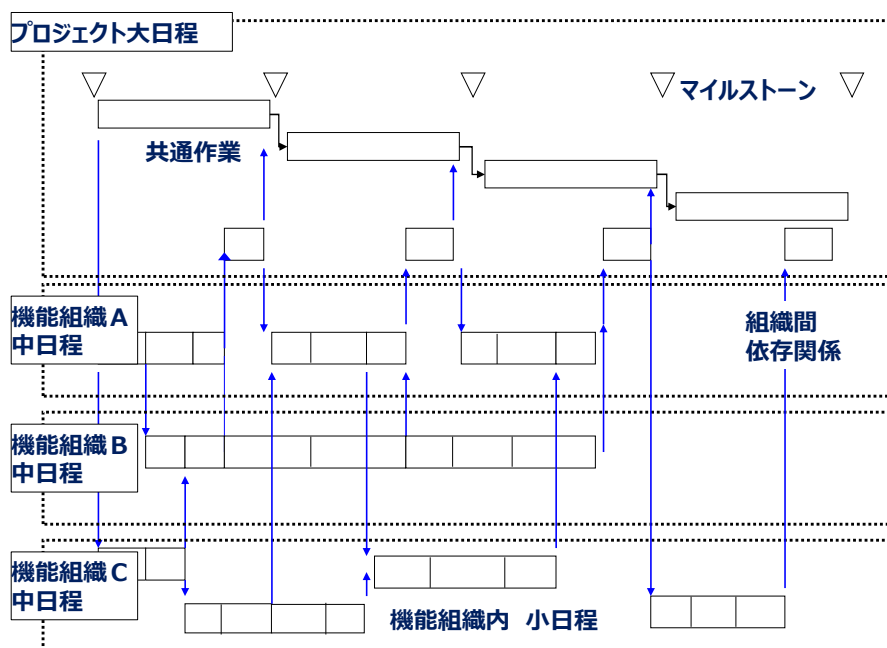 プロジェクト大日程
マイルストーン
共通作業
機能組織A
中日程
組織間
依存関係
機能組織B
中日程
機能組織C
中日程
機能組織内 小日程